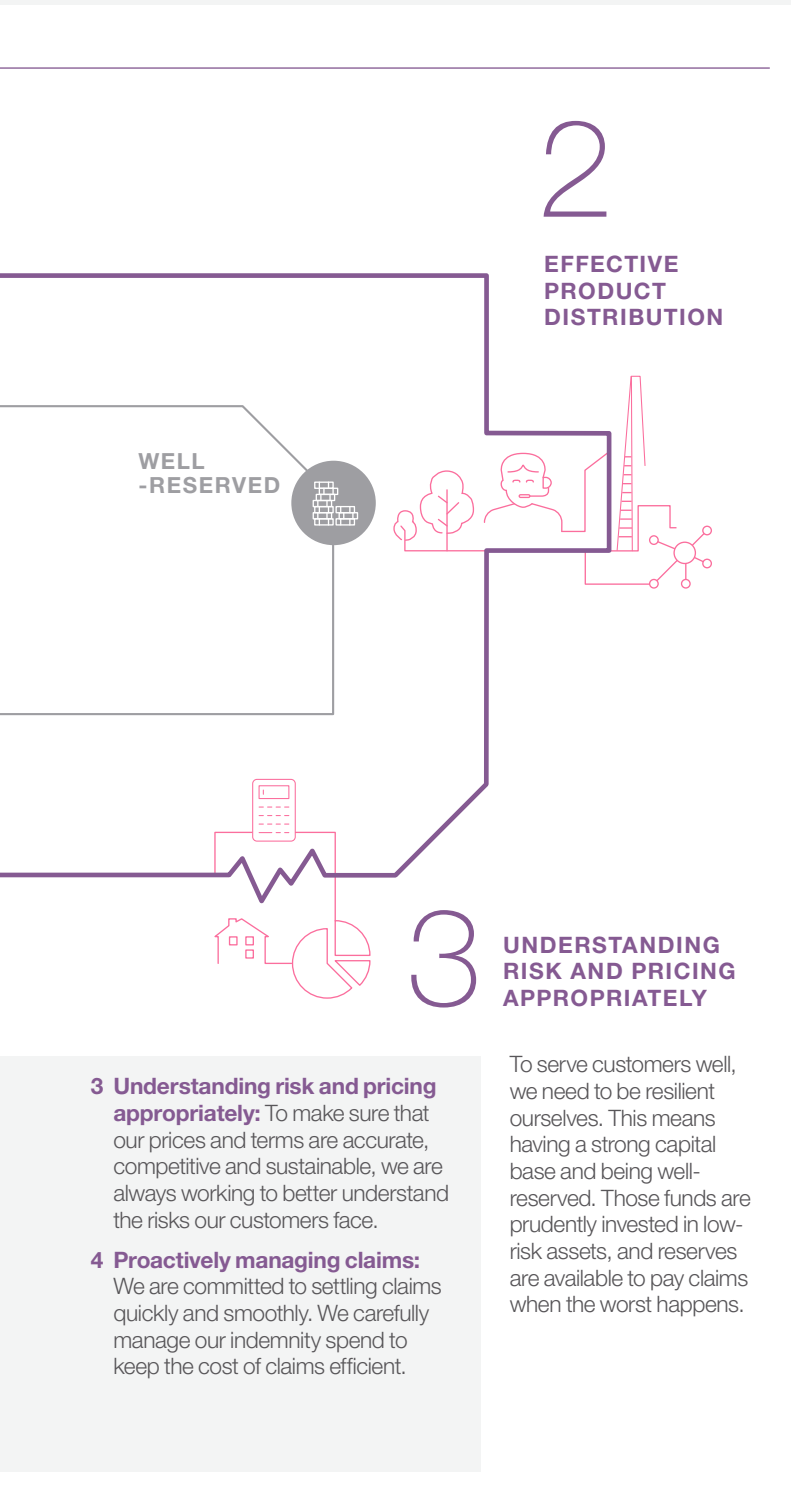 2
EFFECTIVE
PRODUCT
DISTRIBUTION
WELL
-RESERVED
3
UNDERSTANDING
RISK AND PRICING
APPROPRIATELY
3 Understanding risk and pricing
appropriately: To make sure that
our prices and terms are accurate,
competitive and sustainable, we are
always working to better understand
the risks our customers face.
4 Proactively managing claims:
We are committed to settling claims
quickly and smoothly. We carefully
manage our indemnity spend to
keep the cost of claims efficient.
To serve customers well,
we need to be resilient
ourselves. This means
having a strong capital
base and being well-
reserved. Those funds are
prudently invested in low-
risk assets, and reserves
are available to pay claims
when the worst happens.